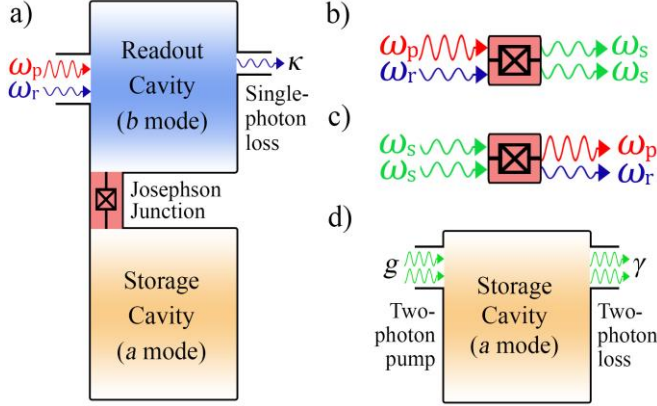 a)
Readout
Cavity
(b mode)
ωp
ωr
κ
Single-
photon
loss
Josephson
Junction
Storage
Cavity
(a mode)
b)
ωp
ωr
ωs
ωs
c)
ωs
ωs
ωp
ωr
d)
g
Storage
Cavity
(a mode)
γ
Two-
photon
pump
Two-
photon
loss